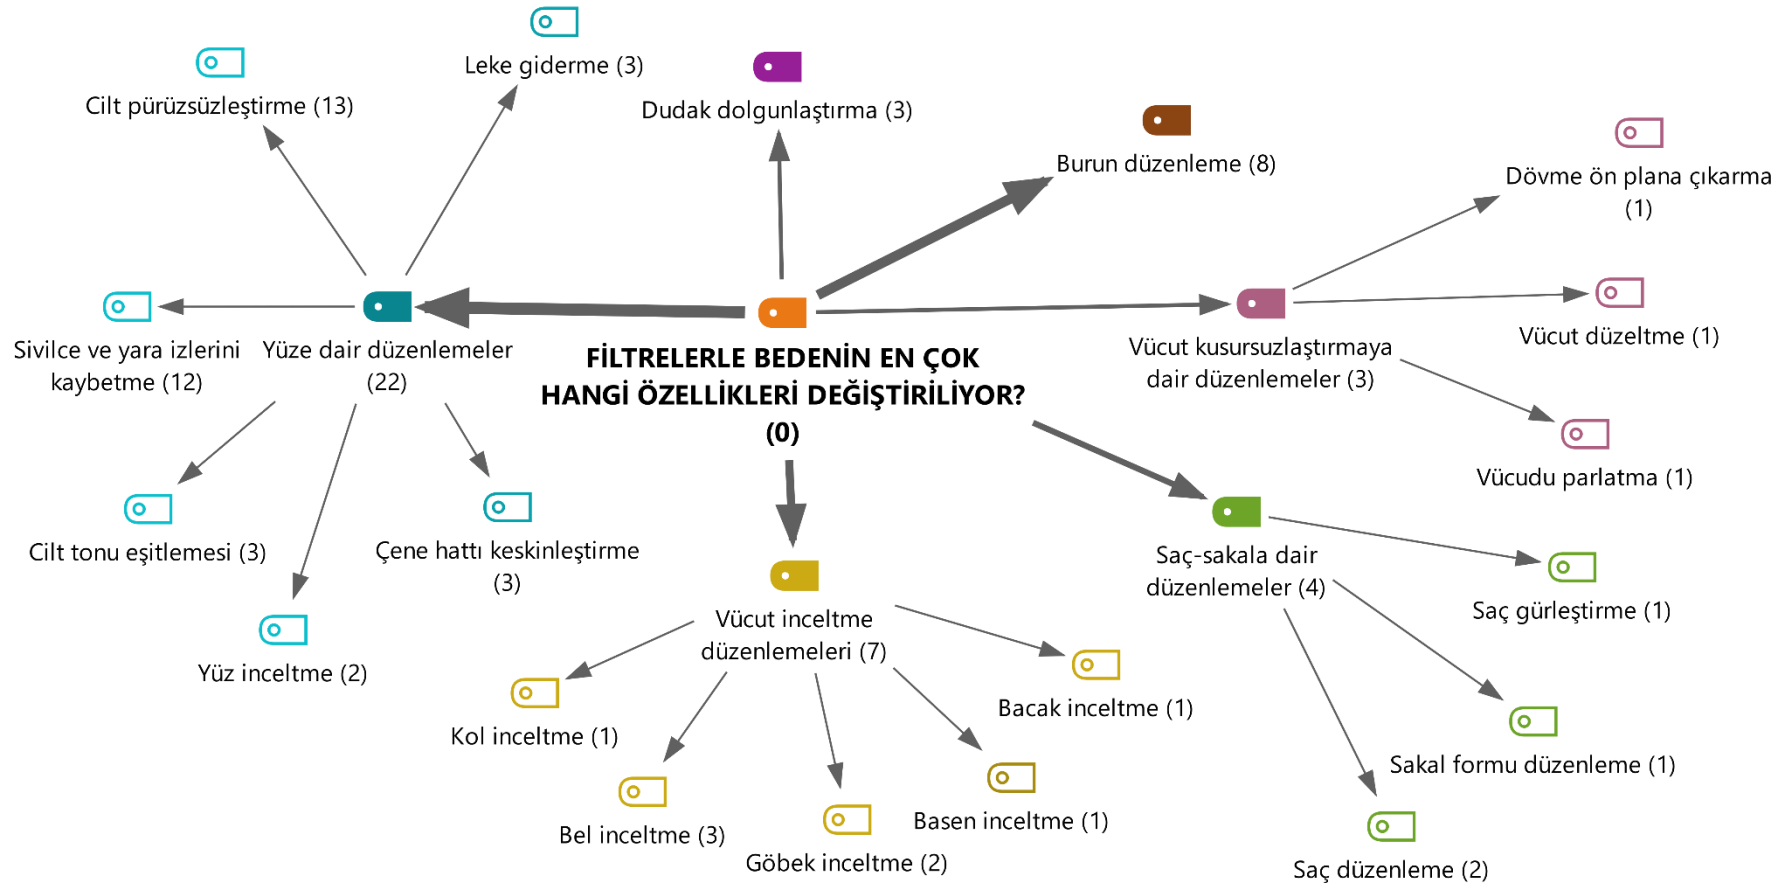 Leke giderme (3)
Cilt pürüzsüzleştirme (13)
Dudak dolgunlaştırma (3)
Burun düzenleme (8)
Dövme ön plana çıkarma
(1)
Sivilce ve yara izlerini
kaybetme (12)
Yüze dair düzenlemeler
(22)
FİLTRELERLE BEDENİN EN ÇOK
HANGİ ÖZELLİKLERİ DEĞİŞTİRİLİYOR?
(0)
Vücut kusursuzlaştırmaya
dair düzenlemeler (3)
Vücut düzeltme (1)
Vücudu parlatma (1)
Cilt tonu eşitlemesi (3)
Çene hattı keskinleştirme
(3)
Yüz inceltme (2)
Vücut inceltme
düzenlemeleri (7)
Saç-sakala dair
düzenlemeler (4)
Saç gürleştirme (1)
Kol inceltme (1)
Bacak inceltme (1)
Sakal formu düzenleme (1)
Bel inceltme (3)
Göbek inceltme (2)
Basen inceltme (1)
Saç düzenleme (2)